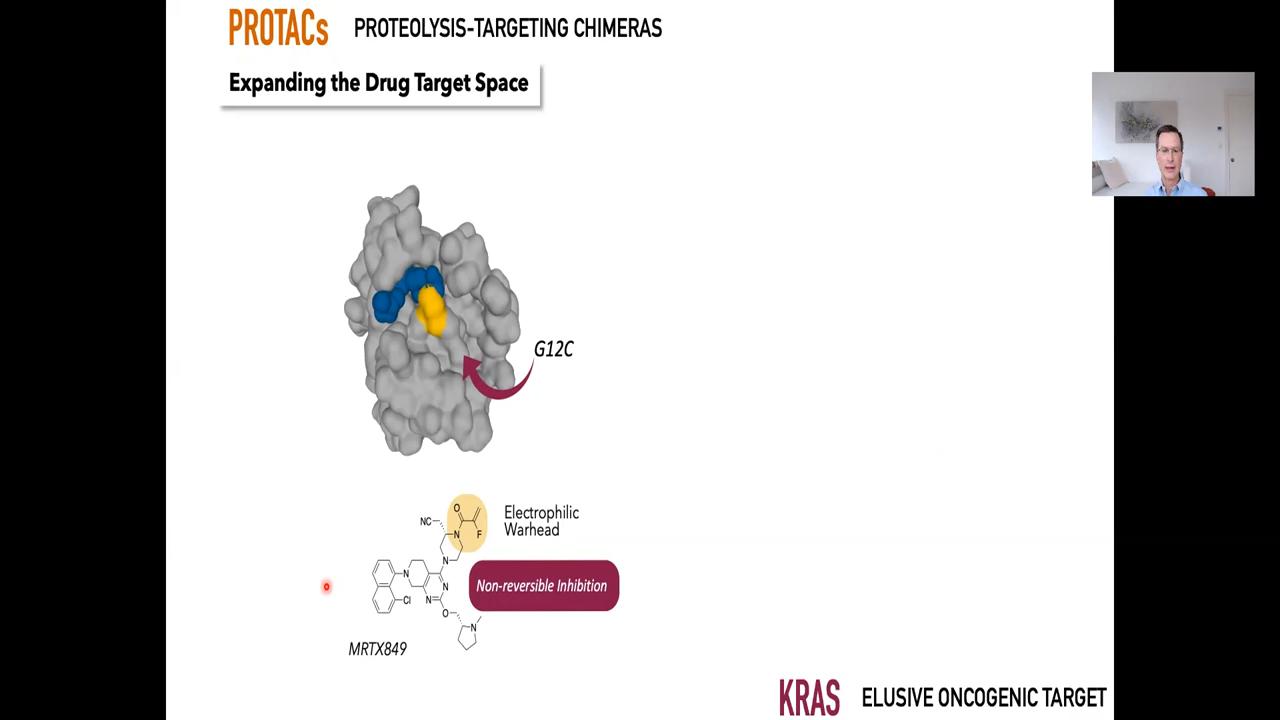 PROTACs PROTEOLYSIS-TARGETING CHIMERAS
Expanding the Drug Target Space
G12C
Electrophilic
Warhead
O
NC
N
F
N
N
N
Cl
N
O
N
Non-reversible Inhibition
MRTX849
KRAS ELUSIVE ONCOGENIC TARGET